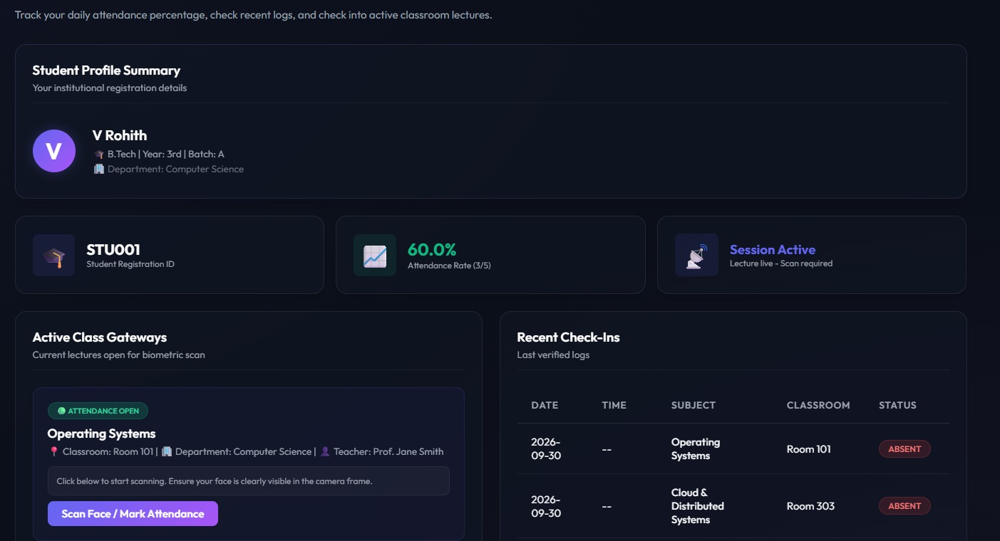 Track your daily attendance percentage, check recent logs, and check into active classroom lectures.
Student Profile Summary
Your institutional registration details
V
V Rohith
B.Tech | Year: 3rd | Batch: A
Department: Computer Science
STU001
Student Registration ID
60.0%
Attendance Rate (3/5)
Session Active
Lecture live - Scan required
Active Class Gateways
Current lectures open for biometric scan
ATTENDANCE OPEN
Operating Systems
Classroom: Room 101 | Department: Computer Science | Teacher: Prof. Jane Smith
Click below to start scanning. Ensure your face is clearly visible in the camera frame.
Scan Face / Mark Attendance
Recent Check-Ins
Last verified logs
DATE TIME SUBJECT CLASSROOM STATUS
2026-
09-30
--
Operating
Systems
Room 101
ABSENT
2026-
09-30
--
Cloud &
Distributed
Systems
Room 303
ABSENT